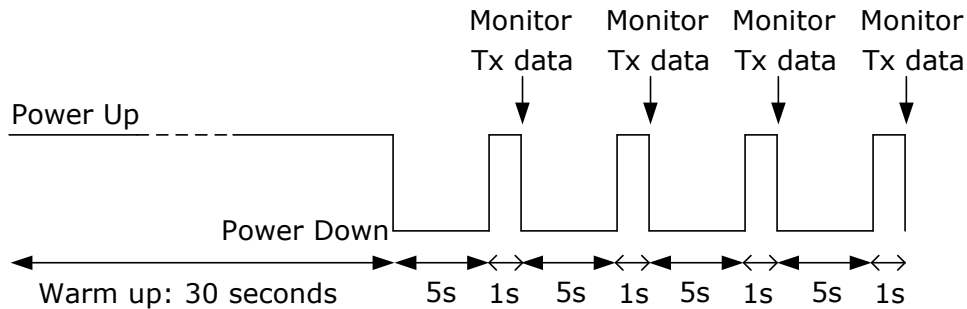 Monitor Monitor Monitor Monitor
Tx data Tx data Tx data Tx data
Power Up
Power Down
Warm up: 30 seconds 5s 1s 5s 1s 5s 1s 5s 1s